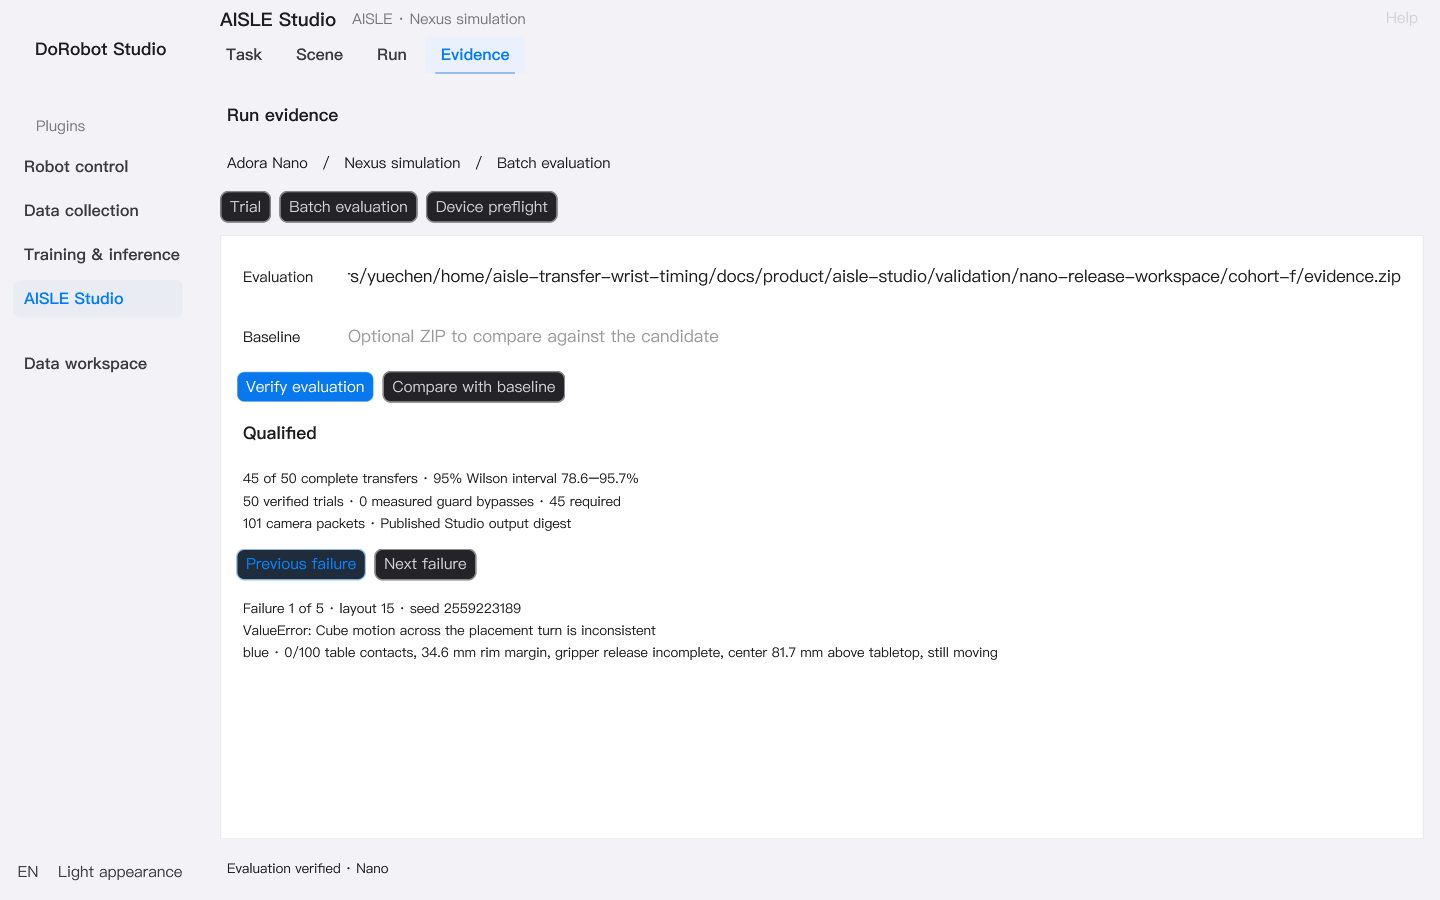 DoRobot Studio
Plugins
Robot control
Data collection
Training & inference
AISLE Studio
Data workspace
EN Light appearance
AISLE Studio AISLE · Nexus simulation
Help
Task Scene Run Evidence
Run evidence
Adora Nano / Nexus simulation / Batch evaluation
Trial Batch evaluation Device preflight
Evaluation s/yuechen/home/aisle-transfer-wrist-timing/docs/product/aisle-studio/validation/nano-release-workspace/cohort-f/evidence.zip
Baseline Optional ZIP to compare against the candidate
Verify evaluation Compare with baseline
Qualified
45 of 50 complete transfers · 95% Wilson interval 78.6–95.7%
50 verified trials · 0 measured guard bypasses · 45 required
101 camera packets · Published Studio output digest
Previous failure Next failure
Failure 1 of 5 · layout 15 · seed 2559223189
ValueError: Cube motion across the placement turn is inconsistent
blue · 0/100 table contacts, 34.6 mm rim margin, gripper release incomplete, center 81.7 mm above tabletop, still moving
Evaluation verified · Nano